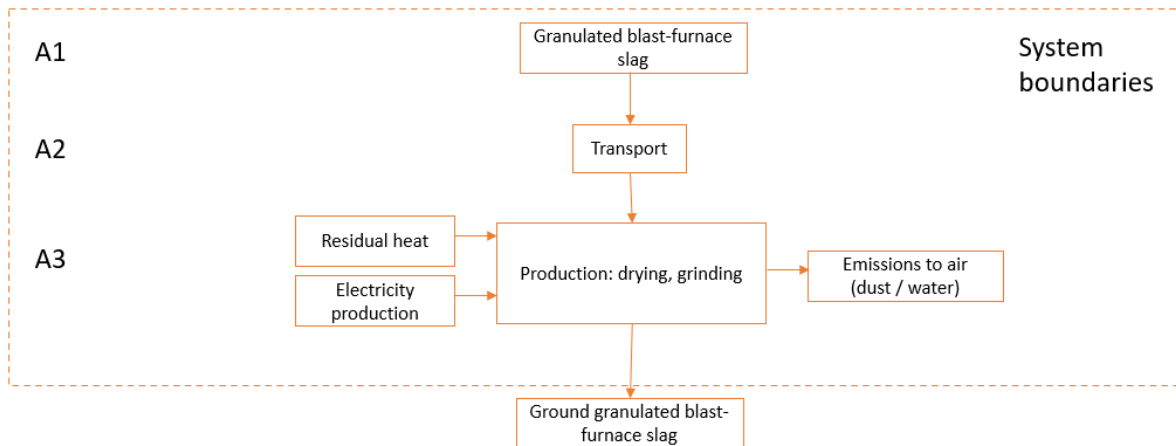 A1
Granulated blast-furnace
slag
System
boundaries
A2
Transport
A3
Residual heat
Electricity
production
Production: drying, grinding
Emissions to air
(dust / water)
Ground granulated blast-
furnace slag